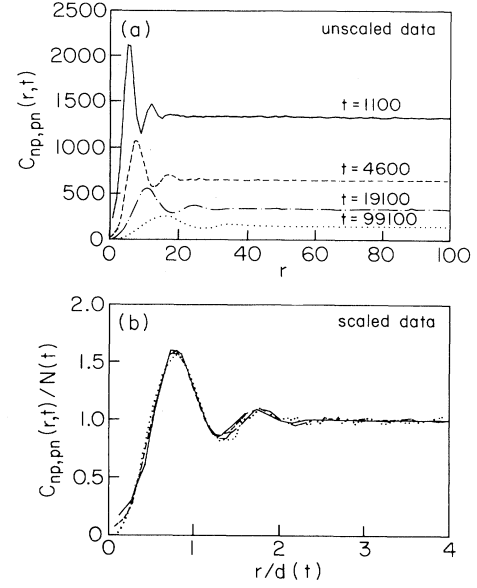 2500
(a)
unscaled data
2000
1500
t=1100
1000
t=4600
500
t=19100
t=99100
0
0 20 40 60 80 100
r
C_{np,pn}(r,t)
2.0
(b)
scaled data
1.5
1.0
0.5
0
0 1 2 3 4
r/d(t)
C_{np,pn}(r,t)/N(t)